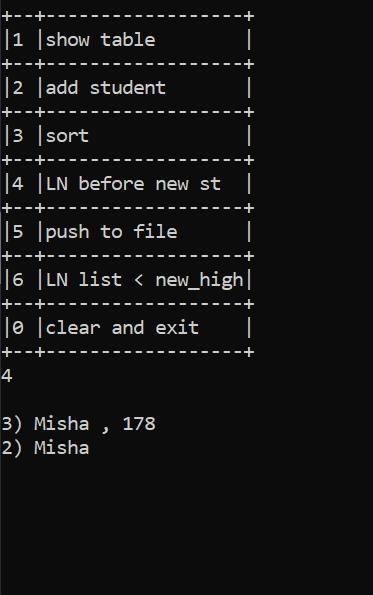 +--+------------------+
|1 |show table        |
+--+------------------+
|2 |add student       |
+--+------------------+
|3 |sort              |
+--+------------------+
|4 |LN before new st  |
+--+------------------+
|5 |push to file      |
+--+------------------+
|6 |LN list < new_high|
+--+------------------+
|0 |clear and exit    |
+--+------------------+
4
3) Misha , 178
2) Misha